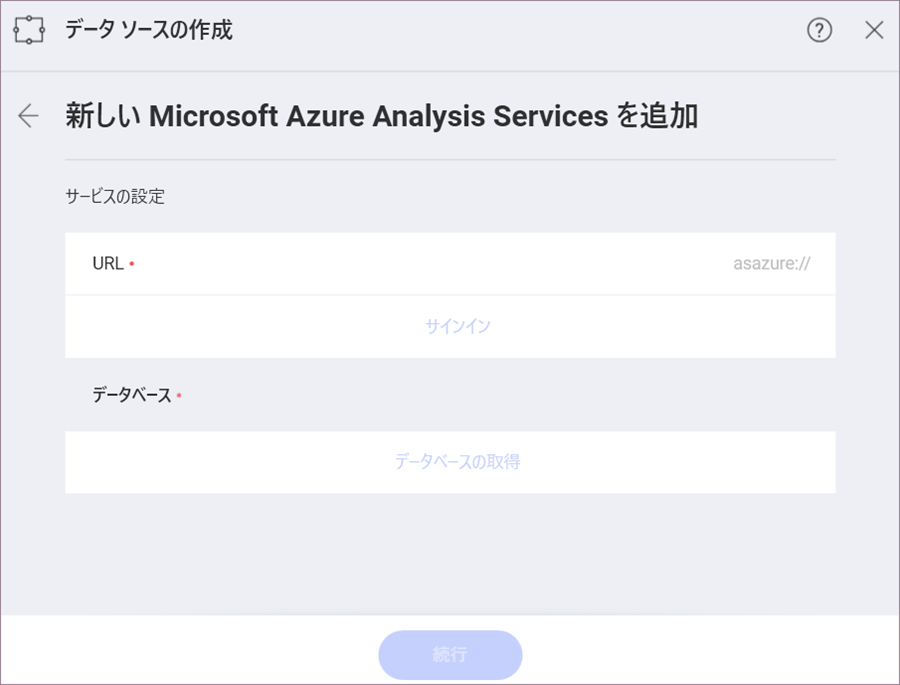 データ ソースの作成
新しい Microsoft Azure Analysis Services を追加
サービスの設定
URL •
asazure://
サインイン
データベース •
データベースの取得
続行